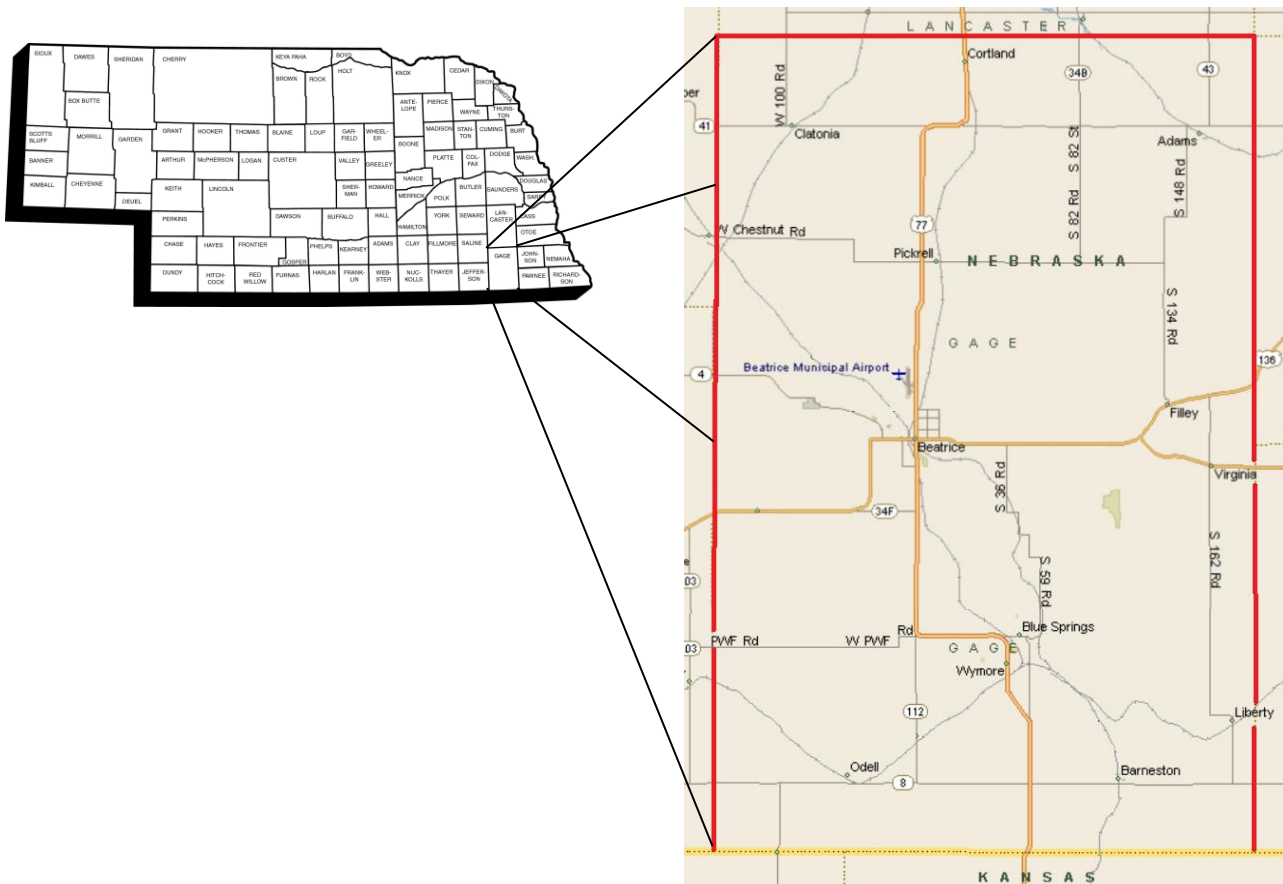 SIOUX
DAWES
SHERIDAN
CHERRY
KEYA PAHA
BOYD
BROWN
ROCK
HOLT
KNOX
CEDAR
DIXON
DAKOTA
BOX BUTTE
ANTE-
LOPE
PIERCE
WAYNE
THURS-
TON
SCOTTS
BLUFF
MORRILL
GARDEN
GRANT
HOOKER
THOMAS
BLAINE
LOUP
GAR-
FIELD
WHEEL-
ER
BOONE
MADISON
STAN-
TON
CUMING
BURT
BANNER
ARTHUR
McPHERSON
LOGAN
CUSTER
VALLEY
GREELEY
PLATTE
COL-
FAX
DODGE
WASH.
KIMBALL
CHEYENNE
DEUEL
KEITH
LINCOLN
SHER-
MAN
HOWARD
NANCE
MERRICK
POLK
BUTLER
SAUNDERS
DOUGLAS
SARPY
PERKINS
DAWSON
BUFFALO
HALL
HAMILTON
YORK
SEWARD
LAN-
CASTER
CASS
OTOE
CHASE
HAYES
FRONTIER
GOSPER
PHELPS
KEARNEY
ADAMS
CLAY
FILLMORE
SALINE
GAGE
JOHN-
SON
NEMAHA
DUNDY
HITCH-
COCK
RED
WILLOW
FURNAS
HARLAN
FRANK-
LIN
WEB-
STER
NUC-
KOLLS
THAYER
JEFFER-
SON
PAWNEE
RICHARD-
SON
LANCASTER
Cortland
34B
43
W 100 Rd
per
41
Clatonia
S 82 St
Adams
S 148 Rd
77
S 82 Rd
W Chestnut Rd
Pickrell
NEBRASKA
S 134 Rd
GAGE
136
Beatrice Municipal Airport
4
Filley
Beatrice
S 36 Rd
Virginia
34F
S 162 Rd
e
03
S 59 Rd
Blue Springs
PWF Rd
W PWF
Rd
03
GAGE
Wymore
112
Liberty
Odell
Barneston
8
KANSAS